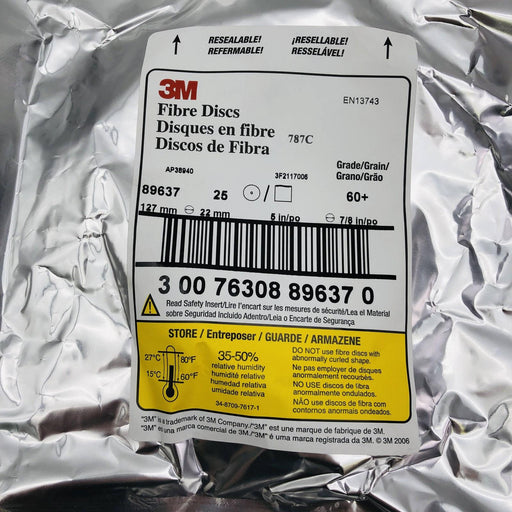 RESEALABLE! ¡RESELLABLE!
REFERMABLE! RESSELÁVEL!
3M
EN13743
Fibre Discs
Disques en fibre 787C
Discos de Fibra
Grade/Grain/
Grano/Grão
AP38940 3F2117006
89637 25 / 60+
127 mm ⊖ 22 mm 5 in/po ⊖ 7/8 in/po
3 00 76308 89637 0
Read Safety Insert/Lire l'encart sur les mesures de sécurité/Lea el Material
sobre Seguridad Incluido Adentro/Leia o Encarte de Segurança
STORE / Entreposer / GUARDE / ARMAZENE
27°C 80°F
15°C 60°F
35-50%
relative humidity
humidité relative
humedad relativa
umidade relativa
34-8709-7617-1
DO NOT use fibre discs with
abnormally curled shape.
Ne pas employer de disques
anormalement recourbés.
NO USE discos de fibra
anormalmente ondulados.
NÃO use discos de fibra com
contornos anormais ondeados.
"3M" is a trademark of 3M Company./"3M" est une marque de fabrique de 3M.
"3M" es una marca comercial de 3M./"3M" é uma marca registrada da 3M. © 3M 2006